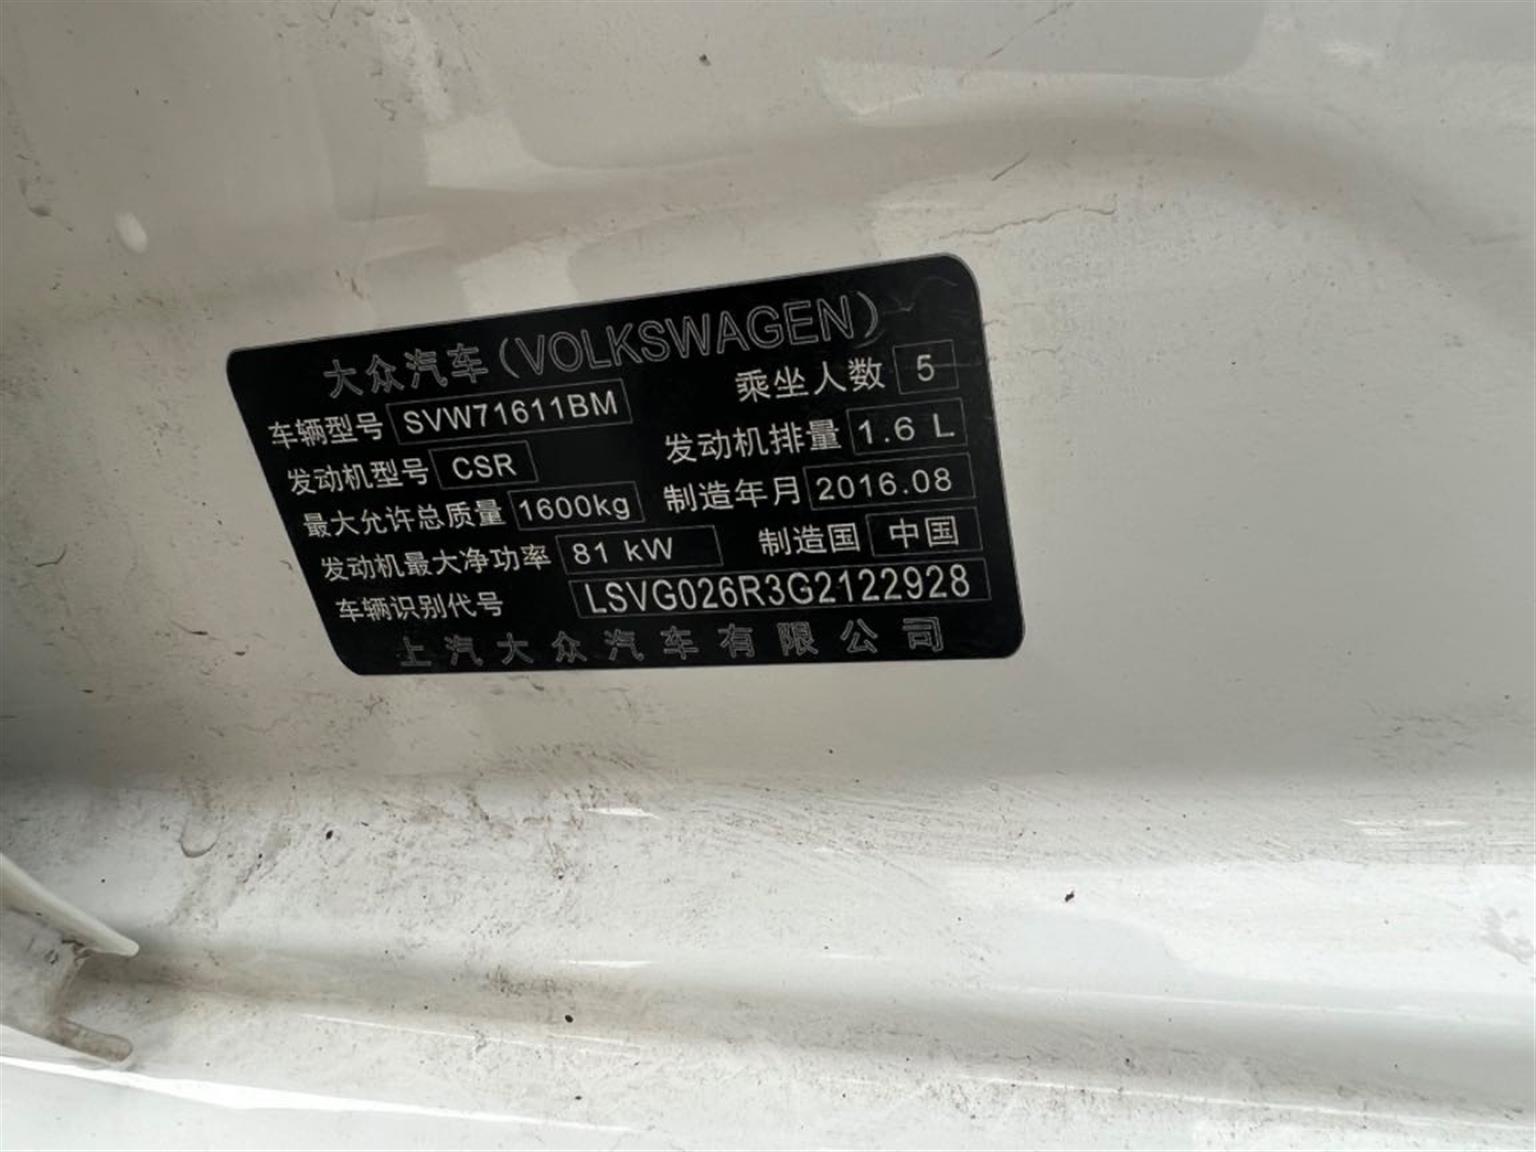 大众汽车(VOLKSWAGEN)
车辆型号 SVW71611BM 乘坐人数 5
发动机型号 CSR 发动机排量 1.6 L
最大允许总质量 1600kg 制造年月 2016.08
发动机最大净功率 81 kW 制造国 中国
车辆识别代号 LSVG026R3G2122928
上汽大众汽车有限公司